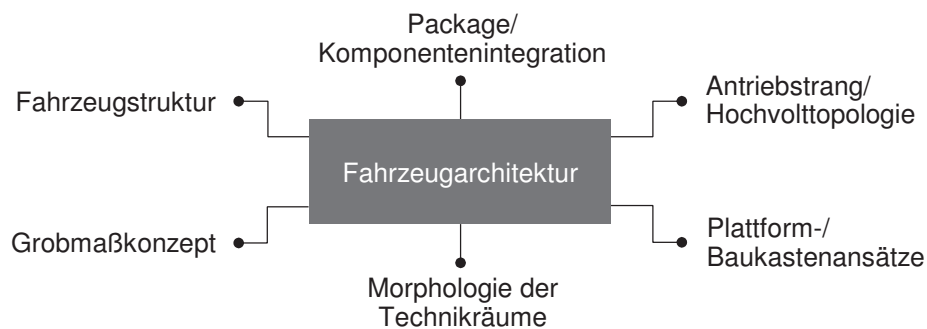 Package/
Komponentenintegration
Fahrzeugstruktur
Antriebstrang/
Hochvolttopologie
Fahrzeugarchitektur
Grobmaßkonzept
Plattform-/
Baukastenansätze
Morphologie der
Technikräume